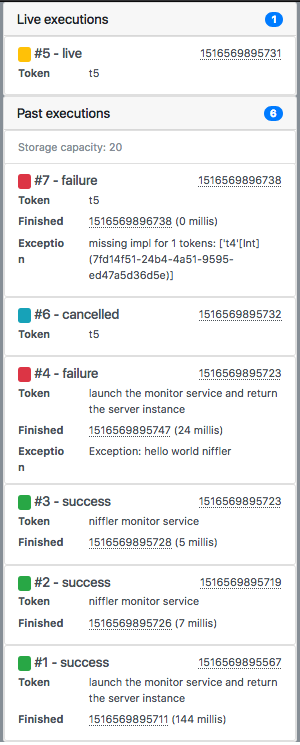 Live executions 1
#5 - live 1516569895731
Token t5
Past executions 6
Storage capacity: 20
#7 - failure 1516569896738
Token t5
Finished 1516569896738 (0 millis)
Exceptio
n
missing impl for 1 tokens: ['t4'[Int]
(7fd14f51-24b4-4a51-9595-
ed47a5d36d5e)]
#6 - cancelled 1516569895732
Token t5
#4 - failure 1516569895723
Token launch the monitor service and return
the server instance
Finished 1516569895747 (24 millis)
Exceptio
n
Exception: hello world niffler
#3 - success 1516569895723
Token niffler monitor service
Finished 1516569895728 (5 millis)
#2 - success 1516569895719
Token niffler monitor service
Finished 1516569895726 (7 millis)
#1 - success 1516569895567
Token launch the monitor service and return
the server instance
Finished 1516569895711 (144 millis)